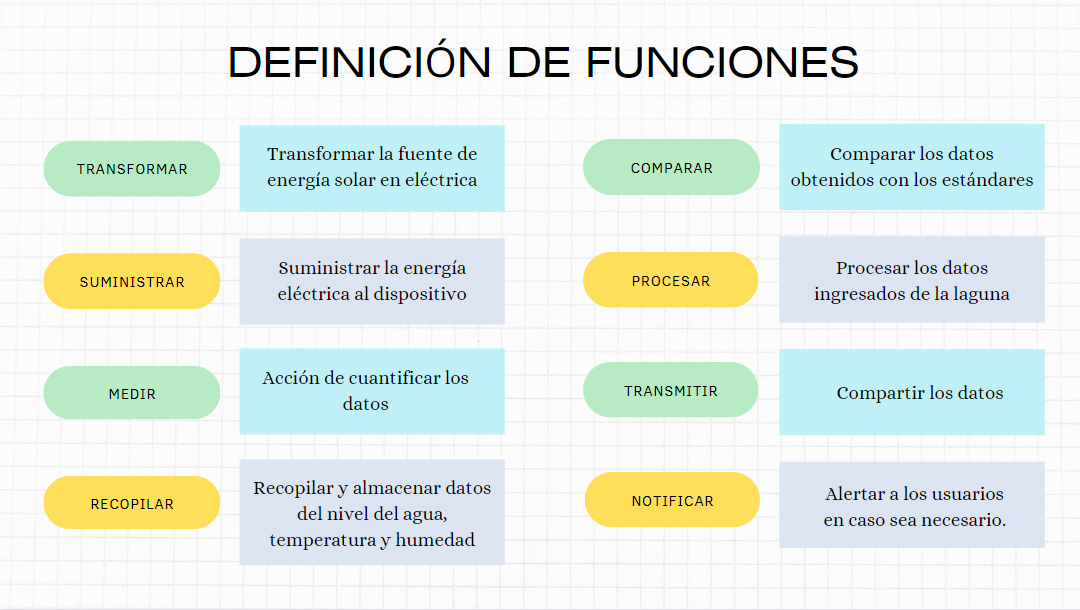 DEFINICIÓN DE FUNCIONES
TRANSFORMAR
Transformar la fuente de
energía solar en eléctrica
SUMINISTRAR
Suministrar la energía
eléctrica al dispositivo
MEDIR
Acción de cuantificar los
datos
RECOPILAR
Recopilar y almacenar datos
del nivel del agua,
temperatura y humedad
COMPARAR
Comparar los datos
obtenidos con los estándares
PROCESAR
Procesar los datos
ingresados de la laguna
TRANSMITIR
Compartir los datos
NOTIFICAR
Alertar a los usuarios
en caso sea necesario.